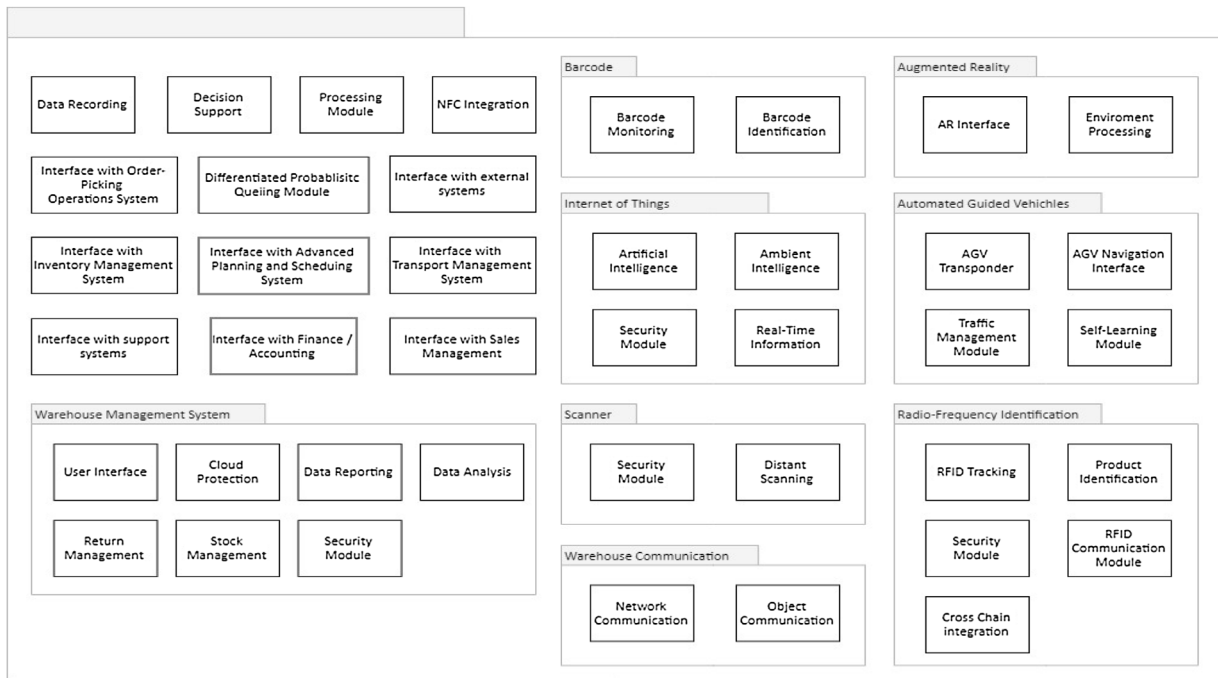 Data Recording
Decision
Support
Processing
Module
NFC Integration
Interface with Order-
Picking
Operations System
Differentiated Probablisitc
Queiing Module
Interface with external
systems
Interface with
Inventory Management
System
Interface with Advanced
Planning and Scheduing
System
Interface with
Transport Management
System
Interface with support
systems
Interface with Finance /
Accounting
Interface with Sales
Management
Warehouse Management System
User Interface
Cloud
Protection
Data Reporting
Data Analysis
Return
Management
Stock
Management
Security
Module
Barcode
Barcode
Monitoring
Barcode
Identification
Internet of Things
Artificial
Intelligence
Ambient
Intelligence
Security
Module
Real-Time
Information
Scanner
Security
Module
Distant
Scanning
Warehouse Communication
Network
Communication
Object
Communication
Augmented Reality
AR Interface
Enviroment
Processing
Automated Guided Vehichles
AGV
Transponder
AGV Navigation
Interface
Traffic
Management
Module
Self-Learning
Module
Radio-Frequency Identification
RFID Tracking
Product
Identification
Security
Module
RFID
Communication
Module
Cross Chain
integration